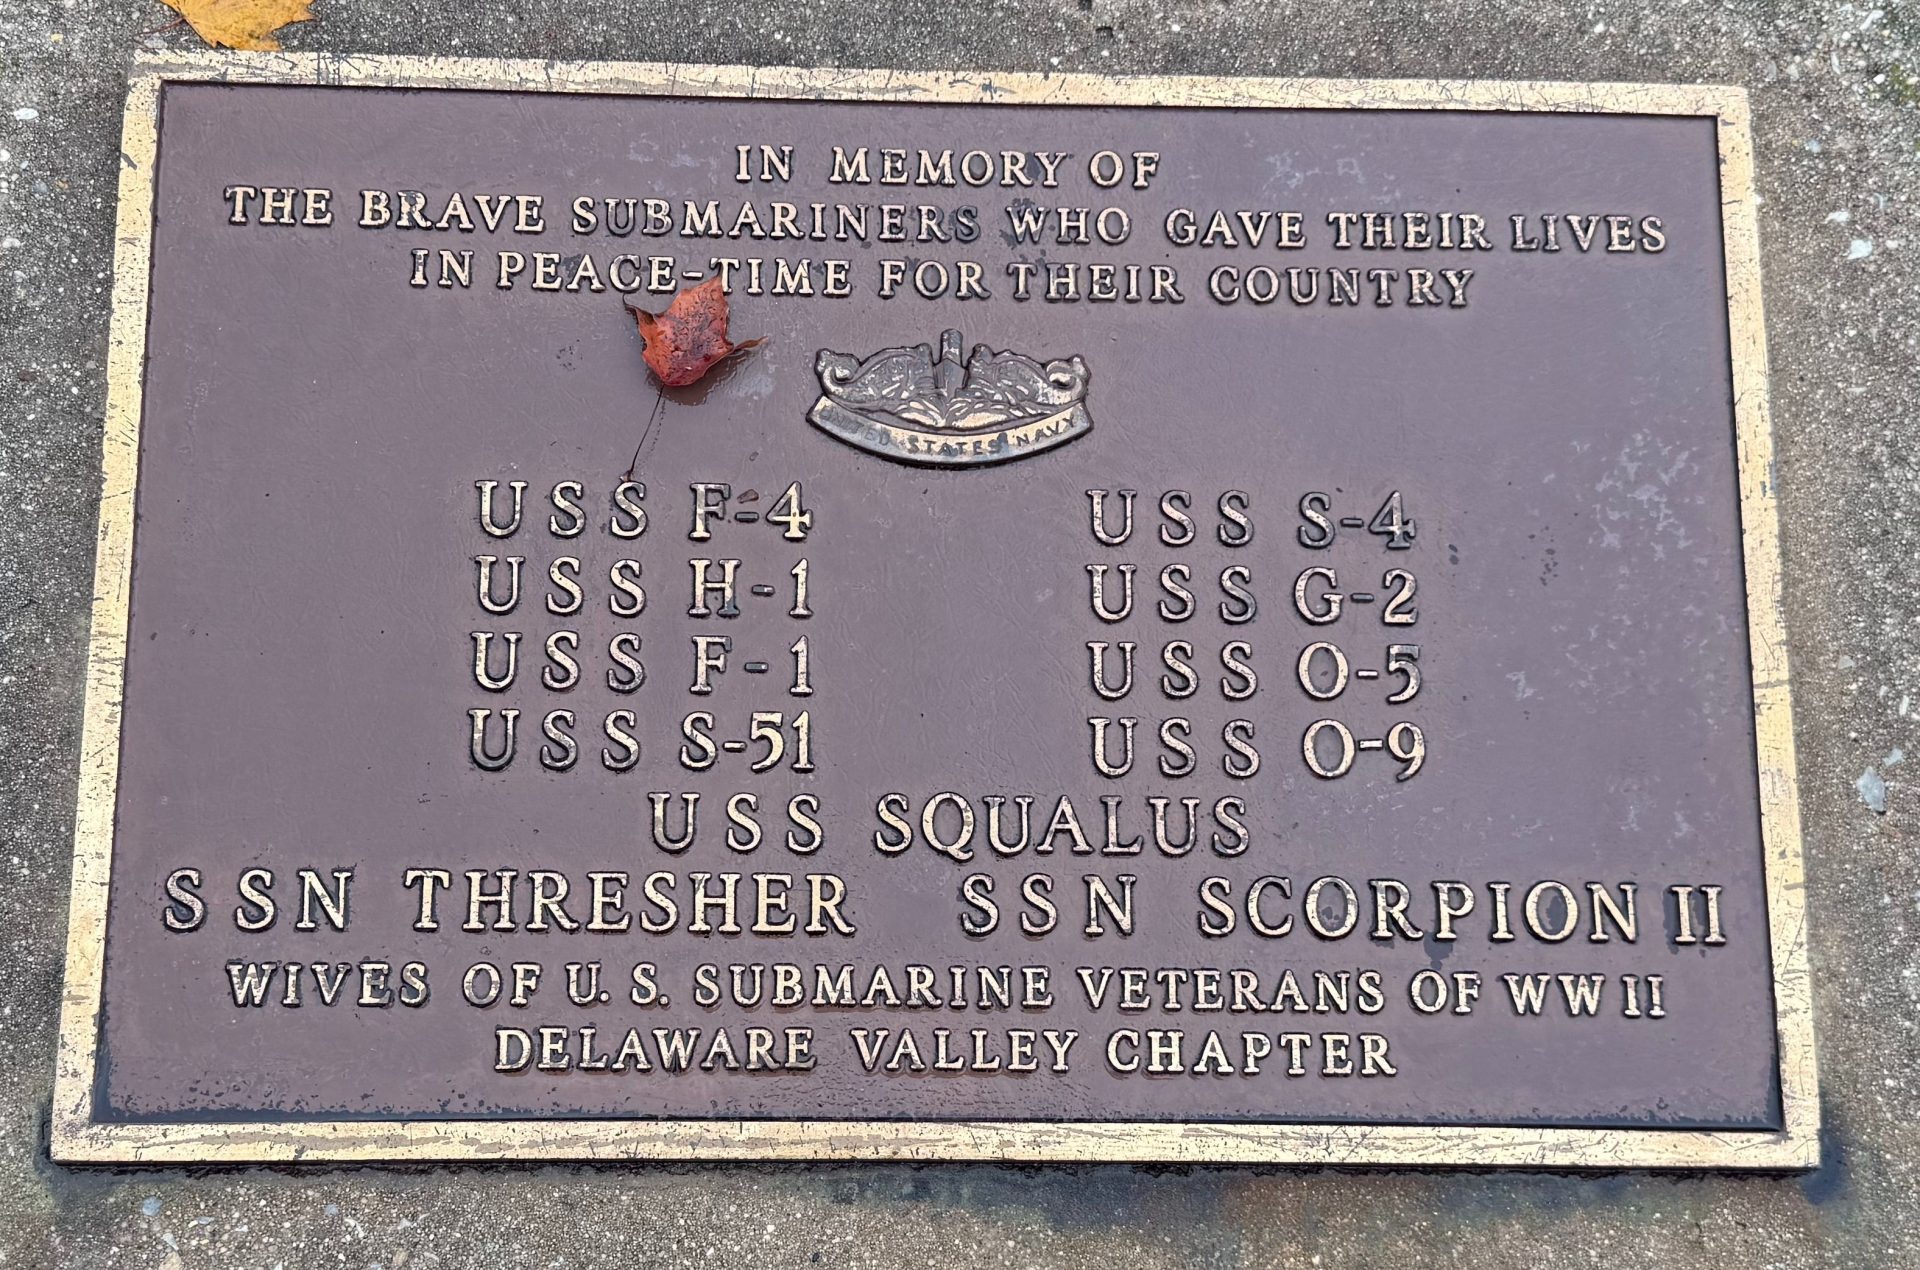 IN MEMORY OF
THE BRAVE SUBMARINERS WHO GAVE THEIR LIVES
IN PEACE-TIME FOR THEIR COUNTRY
UNITED STATES NAVY
USS F-4 USS S-4
USS H-1 USS G-2
USS F-1 USS O-5
USS S-51 USS O-9
USS SQUALUS
SSN THRESHER SSN SCORPION II
WIVES OF U.S. SUBMARINE VETERANS OF WW II
DELAWARE VALLEY CHAPTER